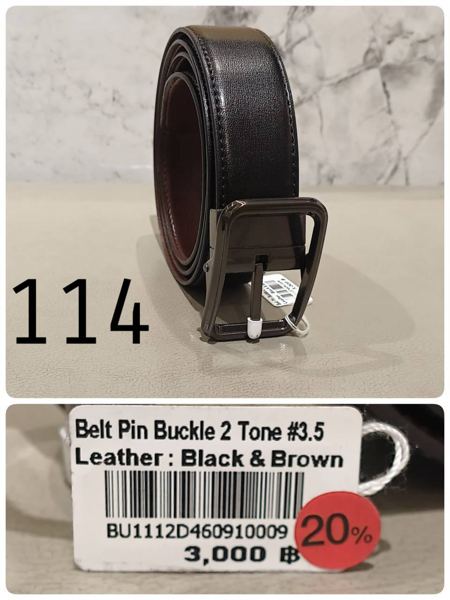 114
Belt Pin Buckle 2 Tone #3.5
Leather : Black & Brown
BU1112D460910009
20%
3,000 ฿